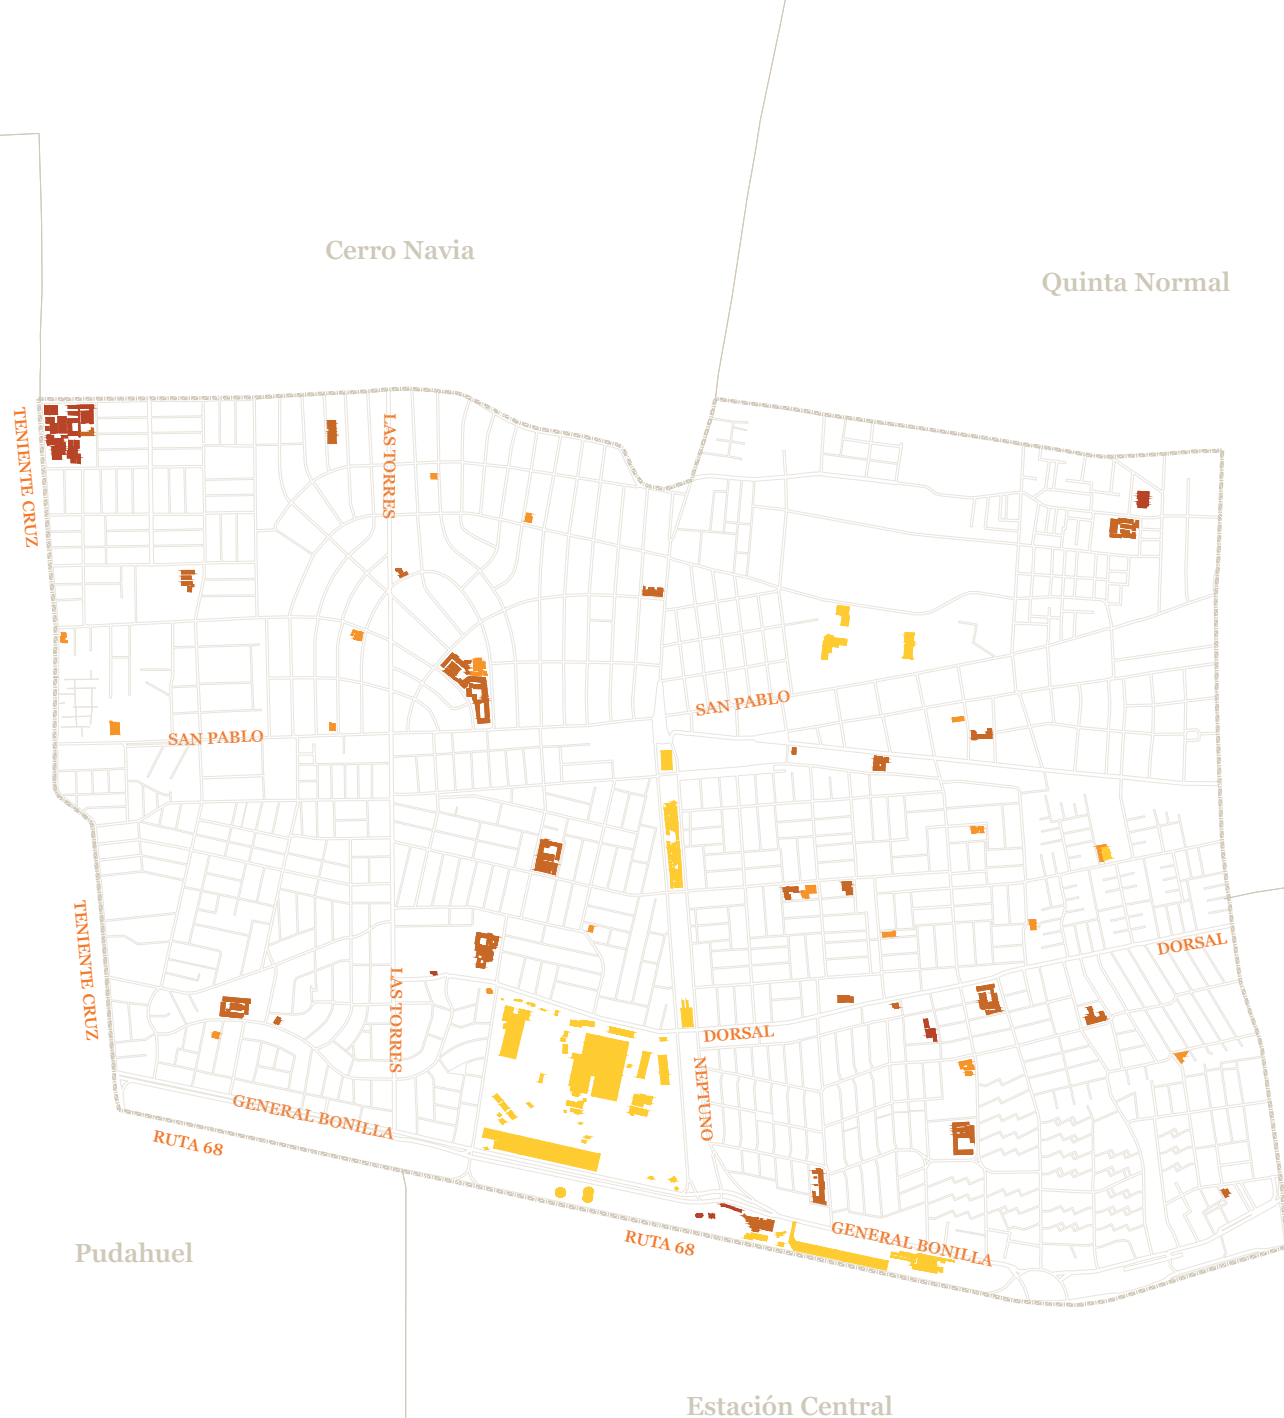 Cerro Navia
Quinta Normal
TENIENTE CRUZ
LAS TORRES
SAN PABLO
SAN PABLO
TENIENTE CRUZ
LAS TORRES
DORSAL
DORSAL
NEPTUNO
GENERAL BONILLA
RUTA 68
GENERAL BONILLA
RUTA 68
Pudahuel
Estación Central